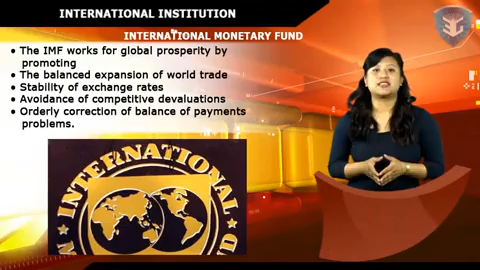 INTERNATIONAL INSTITUTION
INTERNATIONAL MONETARY FUND
• The IMF works for global prosperity by
promoting
• The balanced expansion of world trade
• Stability of exchange rates
• Avoidance of competitive devaluations
• Orderly correction of balance of payments
problems.
INTERNATIONAL